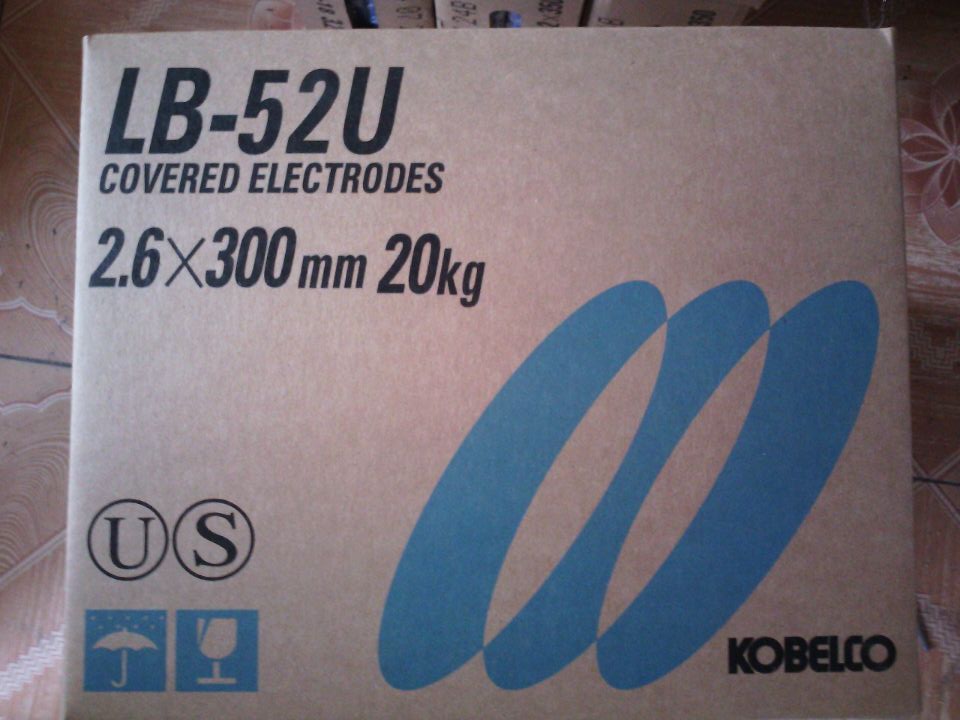 LB-52U
COVERED ELECTRODES
2.6×300mm 20kg
U S
KOBELCO